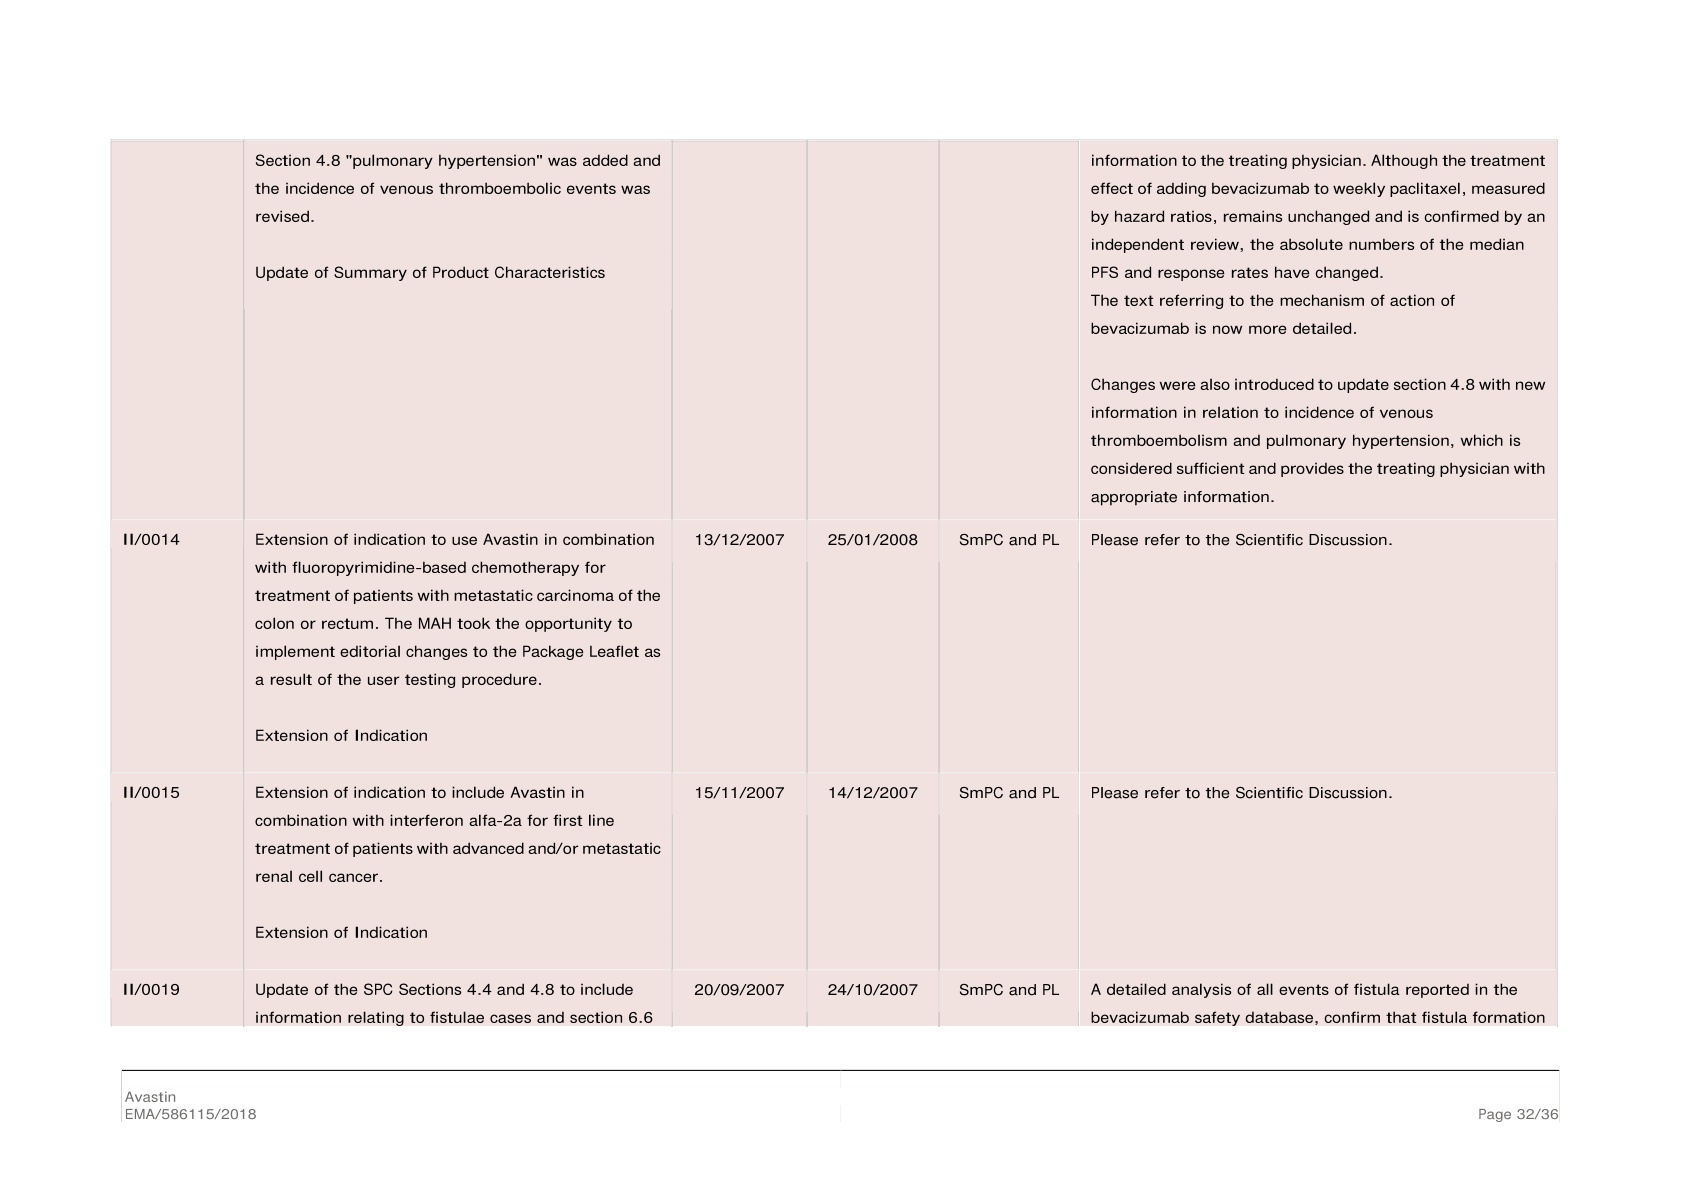 Section 4.8 "pulmonary hypertension" was added and
the incidence of venous thromboembolic events was
revised.
Update of Summary of Product Characteristics
information to the treating physician. Although the treatment
effect of adding bevacizumab to weekly paclitaxel, measured
by hazard ratios, remains unchanged and is confirmed by an
independent review, the absolute numbers of the median
PFS and response rates have changed.
The text referring to the mechanism of action of
bevacizumab is now more detailed.
Changes were also introduced to update section 4.8 with new
information in relation to incidence of venous
thromboembolism and pulmonary hypertension, which is
considered sufficient and provides the treating physician with
appropriate information.
II/0014
Extension of indication to use Avastin in combination
with fluoropyrimidine-based chemotherapy for
treatment of patients with metastatic carcinoma of the
colon or rectum. The MAH took the opportunity to
implement editorial changes to the Package Leaflet as
a result of the user testing procedure.
Extension of Indication
13/12/2007
25/01/2008
SmPC and PL
Please refer to the Scientific Discussion.
II/0015
Extension of indication to include Avastin in
combination with interferon alfa-2a for first line
treatment of patients with advanced and/or metastatic
renal cell cancer.
Extension of Indication
15/11/2007
14/12/2007
SmPC and PL
Please refer to the Scientific Discussion.
II/0019
Update of the SPC Sections 4.4 and 4.8 to include
information relating to fistulae cases and section 6.6
20/09/2007
24/10/2007
SmPC and PL
A detailed analysis of all events of fistula reported in the
bevacizumab safety database, confirm that fistula formation
Avastin
EMA/586115/2018
Page 32/36